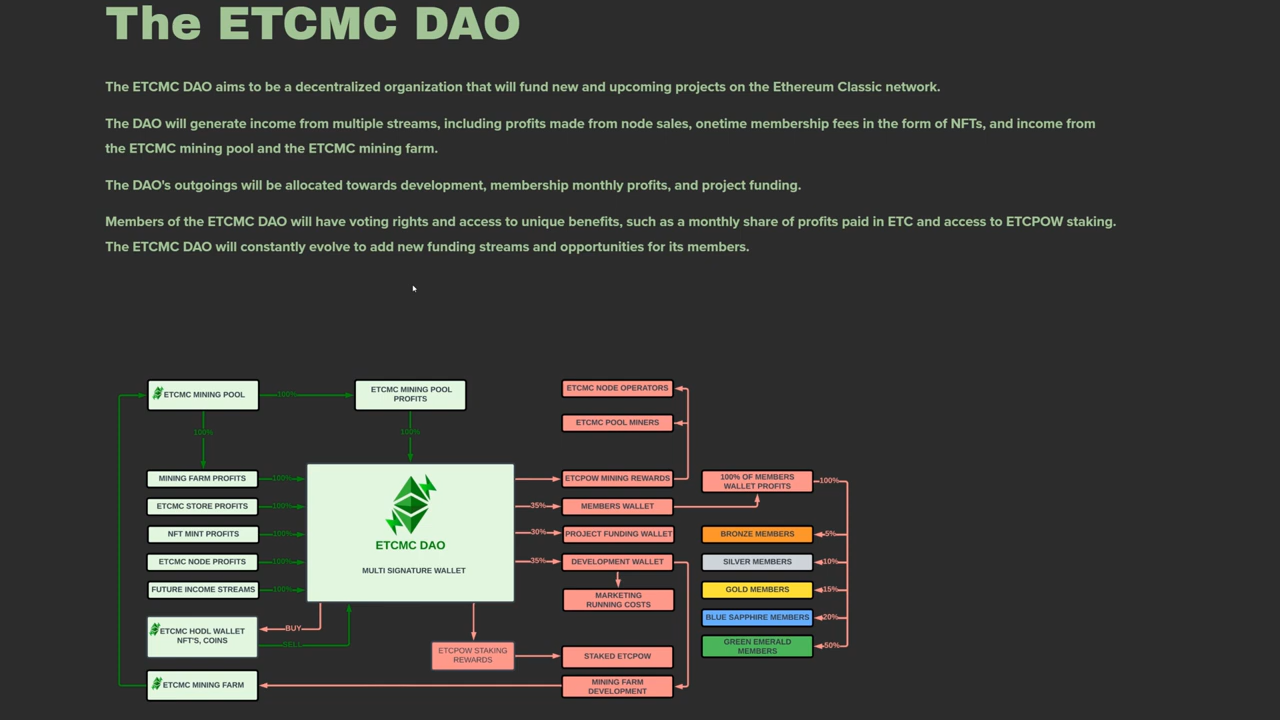 The ETCMC DAO
The ETCMC DAO aims to be a decentralized organization that will fund new and upcoming projects on the Ethereum Classic network.
The DAO will generate income from multiple streams, including profits made from node sales, onetime membership fees in the form of NFTs, and income from
the ETCMC mining pool and the ETCMC mining farm.
The DAO's outgoings will be allocated towards development, membership monthly profits, and project funding.
Members of the ETCMC DAO will have voting rights and access to unique benefits, such as a monthly share of profits paid in ETC and access to ETCPOW staking.
The ETCMC DAO will constantly evolve to add new funding streams and opportunities for its members.
ETCMC MINING POOL
100%
ETCMC MINING POOL
PROFITS
100%
100%
MINING FARM PROFITS
100%
ETCMC STORE PROFITS
100%
NFT MINT PROFITS
100%
ETCMC NODE PROFITS
100%
FUTURE INCOME STREAMS
100%
ETCMC HODL WALLET
NFT'S, COINS
BUY
SELL
ETCMC MINING FARM
ETCMC DAO
MULTI SIGNATURE WALLET
ETCMC NODE OPERATORS
ETCMC POOL MINERS
ETCPOW MINING REWARDS
35%
MEMBERS WALLET
30%
PROJECT FUNDING WALLET
35%
DEVELOPMENT WALLET
MARKETING
RUNNING COSTS
ETCPOW STAKING
REWARDS
STAKED ETCPOW
MINING FARM
DEVELOPMENT
100% OF MEMBERS
WALLET PROFITS
100%
BRONZE MEMBERS
5%
SILVER MEMBERS
10%
GOLD MEMBERS
15%
BLUE SAPPHIRE MEMBERS
20%
GREEN EMERALD
MEMBERS
50%